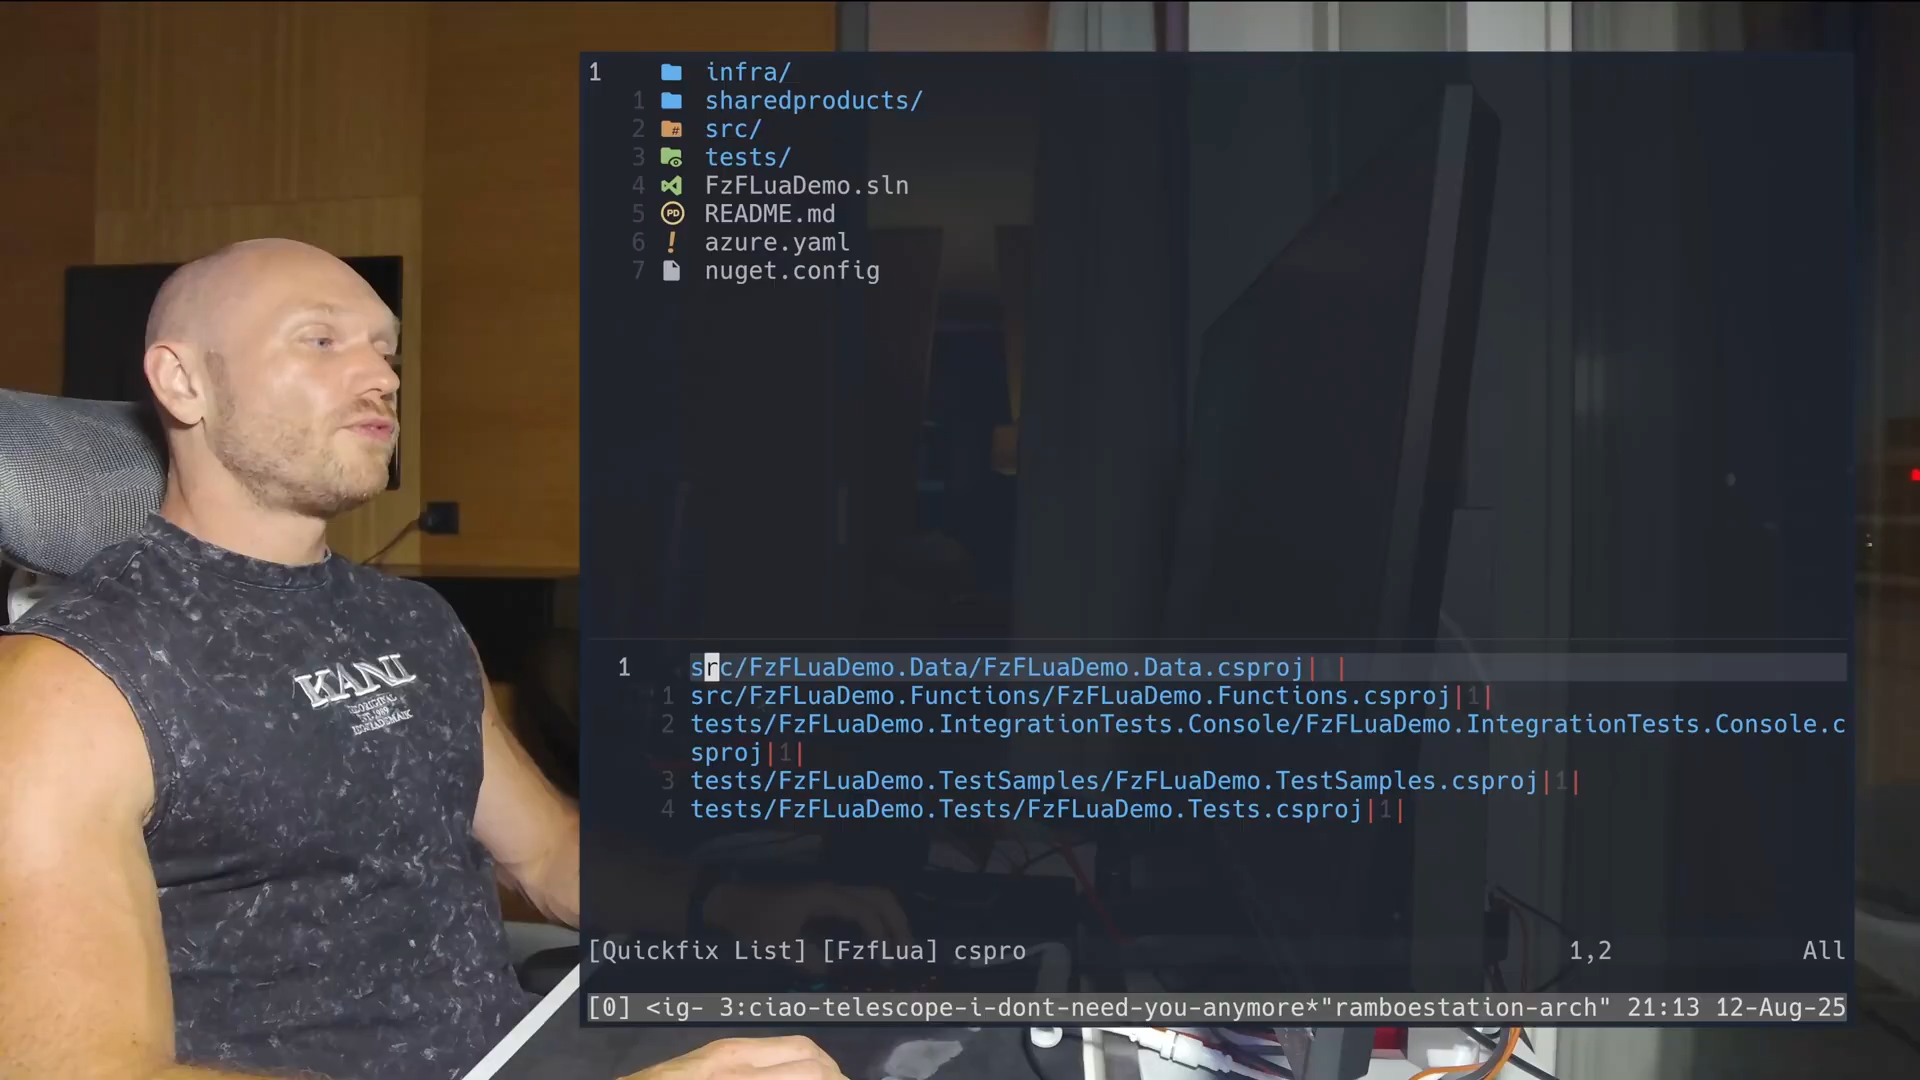 1 infra/
1 sharedproducts/
2 src/
3 tests/
4 FzFLuaDemo.sln
5 README.md
6 azure.yaml
7 nuget.config
1 src/FzFLuaDemo.Data/FzFLuaDemo.Data.csproj|1|
1 src/FzFLuaDemo.Functions/FzFLuaDemo.Functions.csproj|1|
2 tests/FzFLuaDemo.IntegrationTests.Console/FzFLuaDemo.IntegrationTests.Console.c
sproj|1|
3 tests/FzFLuaDemo.TestSamples/FzFLuaDemo.TestSamples.csproj|1|
4 tests/FzFLuaDemo.Tests/FzFLuaDemo.Tests.csproj|1|
[Quickfix List] [FzfLua] cspro 1,2 All
[0] <ig- 3:ciao-telescope-i-dont-need-you-anymore*"ramboestation-arch" 21:13 12-Aug-25
KANI